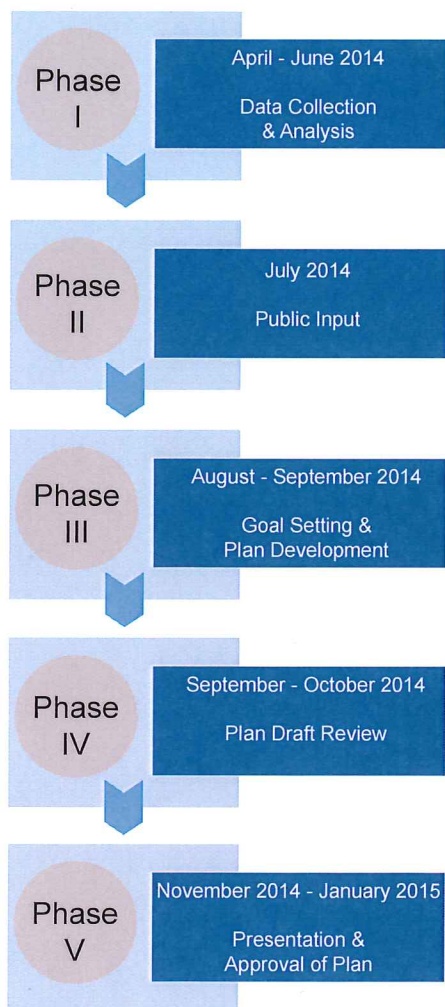 Phase
I
April - June 2014
Data Collection
& Analysis
Phase
II
July 2014
Public Input
Phase
III
August - September 2014
Goal Setting &
Plan Development
Phase
IV
September - October 2014
Plan Draft Review
Phase
V
November 2014 - January 2015
Presentation &
Approval of Plan